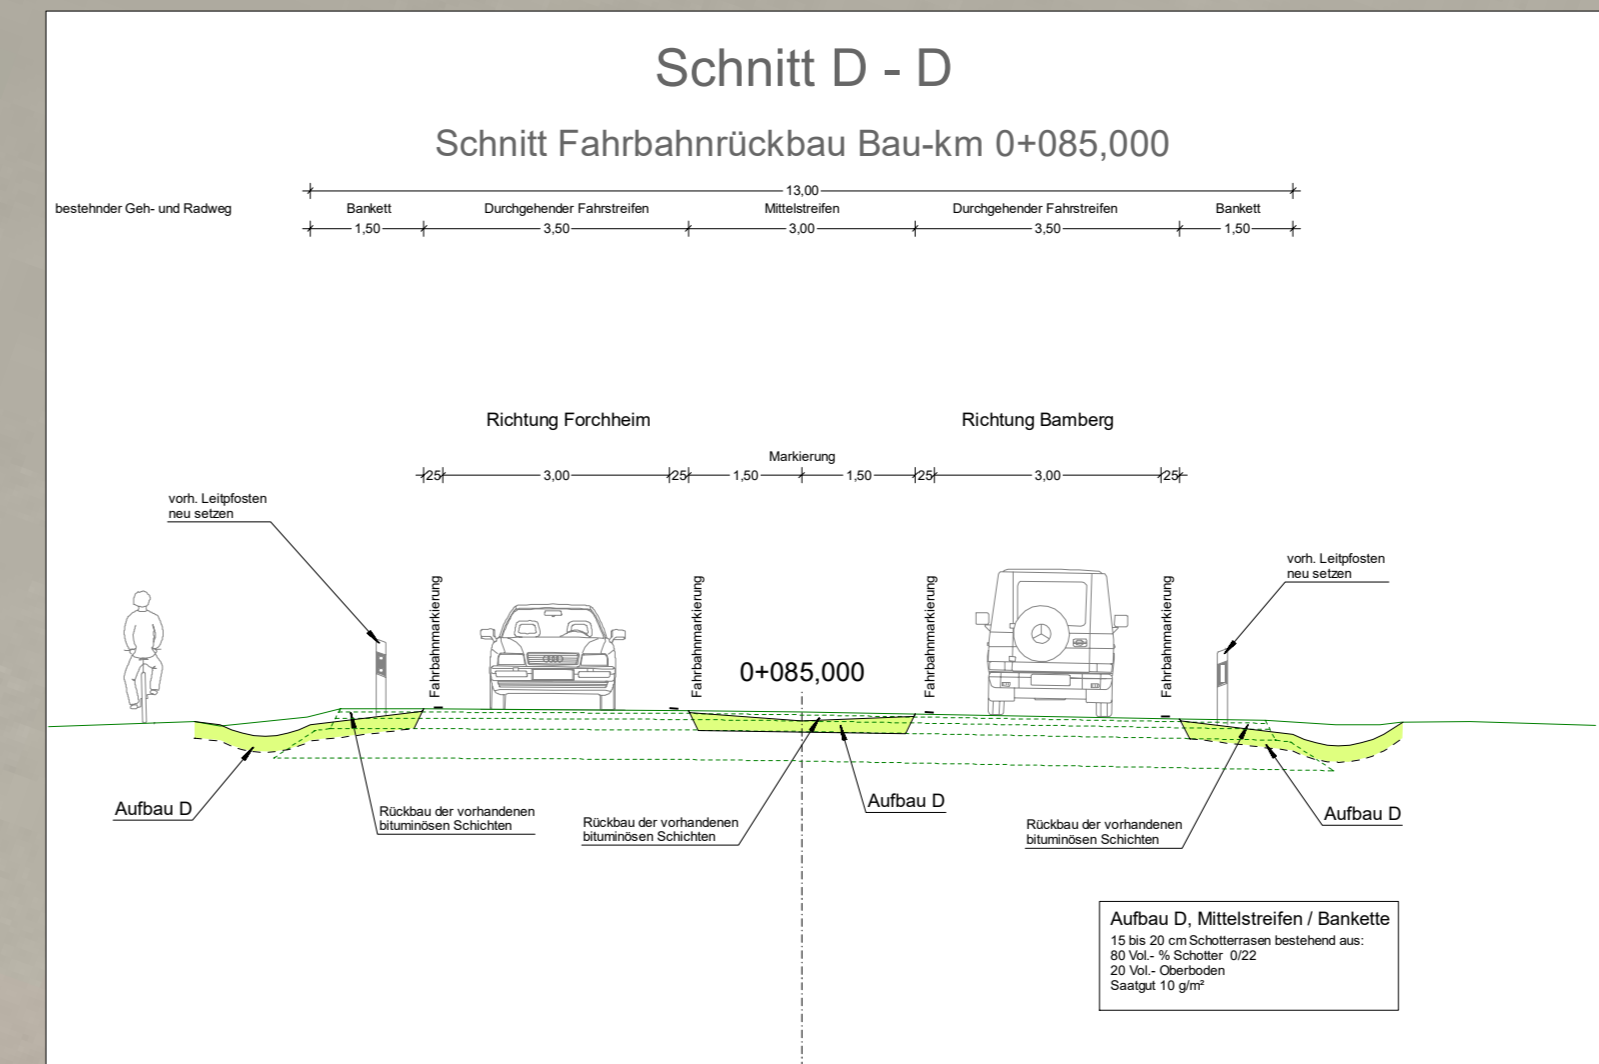 Schnitt D - D
Schnitt Fahrbahnrückbau Bau-km 0+085,000
13,00
bestehnder Geh- und Radweg
Bankett
Durchgehender Fahrstreifen
Mittelstreifen
Durchgehender Fahrstreifen
Bankett
1,50
3,50
3,00
3,50
1,50
Richtung Forchheim
Richtung Bamberg
Markierung
25
3,00
25
1,50
1,50
25
3,00
25
vorh. Leitpfosten
neu setzen
vorh. Leitpfosten
neu setzen
Fahrbahnmarkierung
Fahrbahnmarkierung
Fahrbahnmarkierung
Fahrbahnmarkierung
0+085,000
Aufbau D
Rückbau der vorhandenen
bituminösen Schichten
Rückbau der vorhandenen
bituminösen Schichten
Aufbau D
Rückbau der vorhandenen
bituminösen Schichten
Aufbau D
Aufbau D, Mittelstreifen / Bankette
15 bis 20 cm Schotterrasen bestehend aus:
80 Vol.- % Schotter 0/22
20 Vol.- Oberboden
Saatgut 10 g/m²